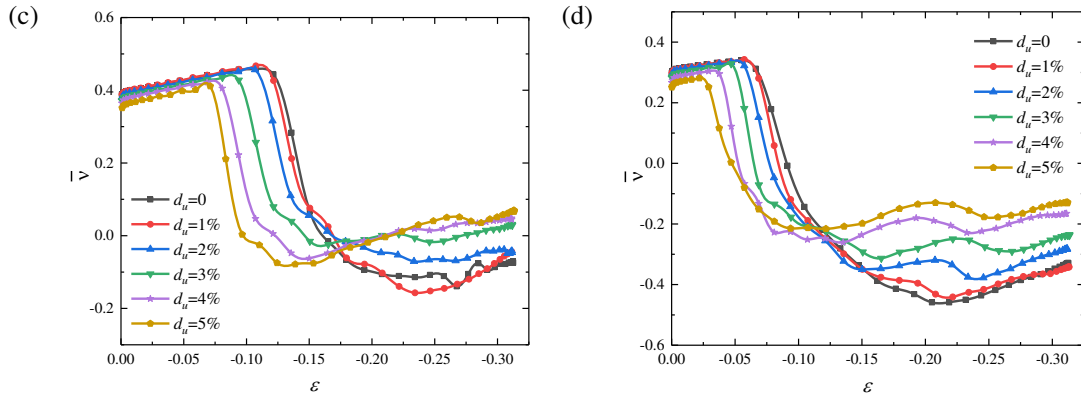 (c)
0.6
0.4
0.2
0.0
-0.2
ν̄
d_u=0
d_u=1%
d_u=2%
d_u=3%
d_u=4%
d_u=5%
0.00 -0.05 -0.10 -0.15 -0.20 -0.25 -0.30
ε
(d)
0.4
0.2
0.0
-0.2
-0.4
-0.6
ν̄
d_u=0
d_u=1%
d_u=2%
d_u=3%
d_u=4%
d_u=5%
0.00 -0.05 -0.10 -0.15 -0.20 -0.25 -0.30
ε